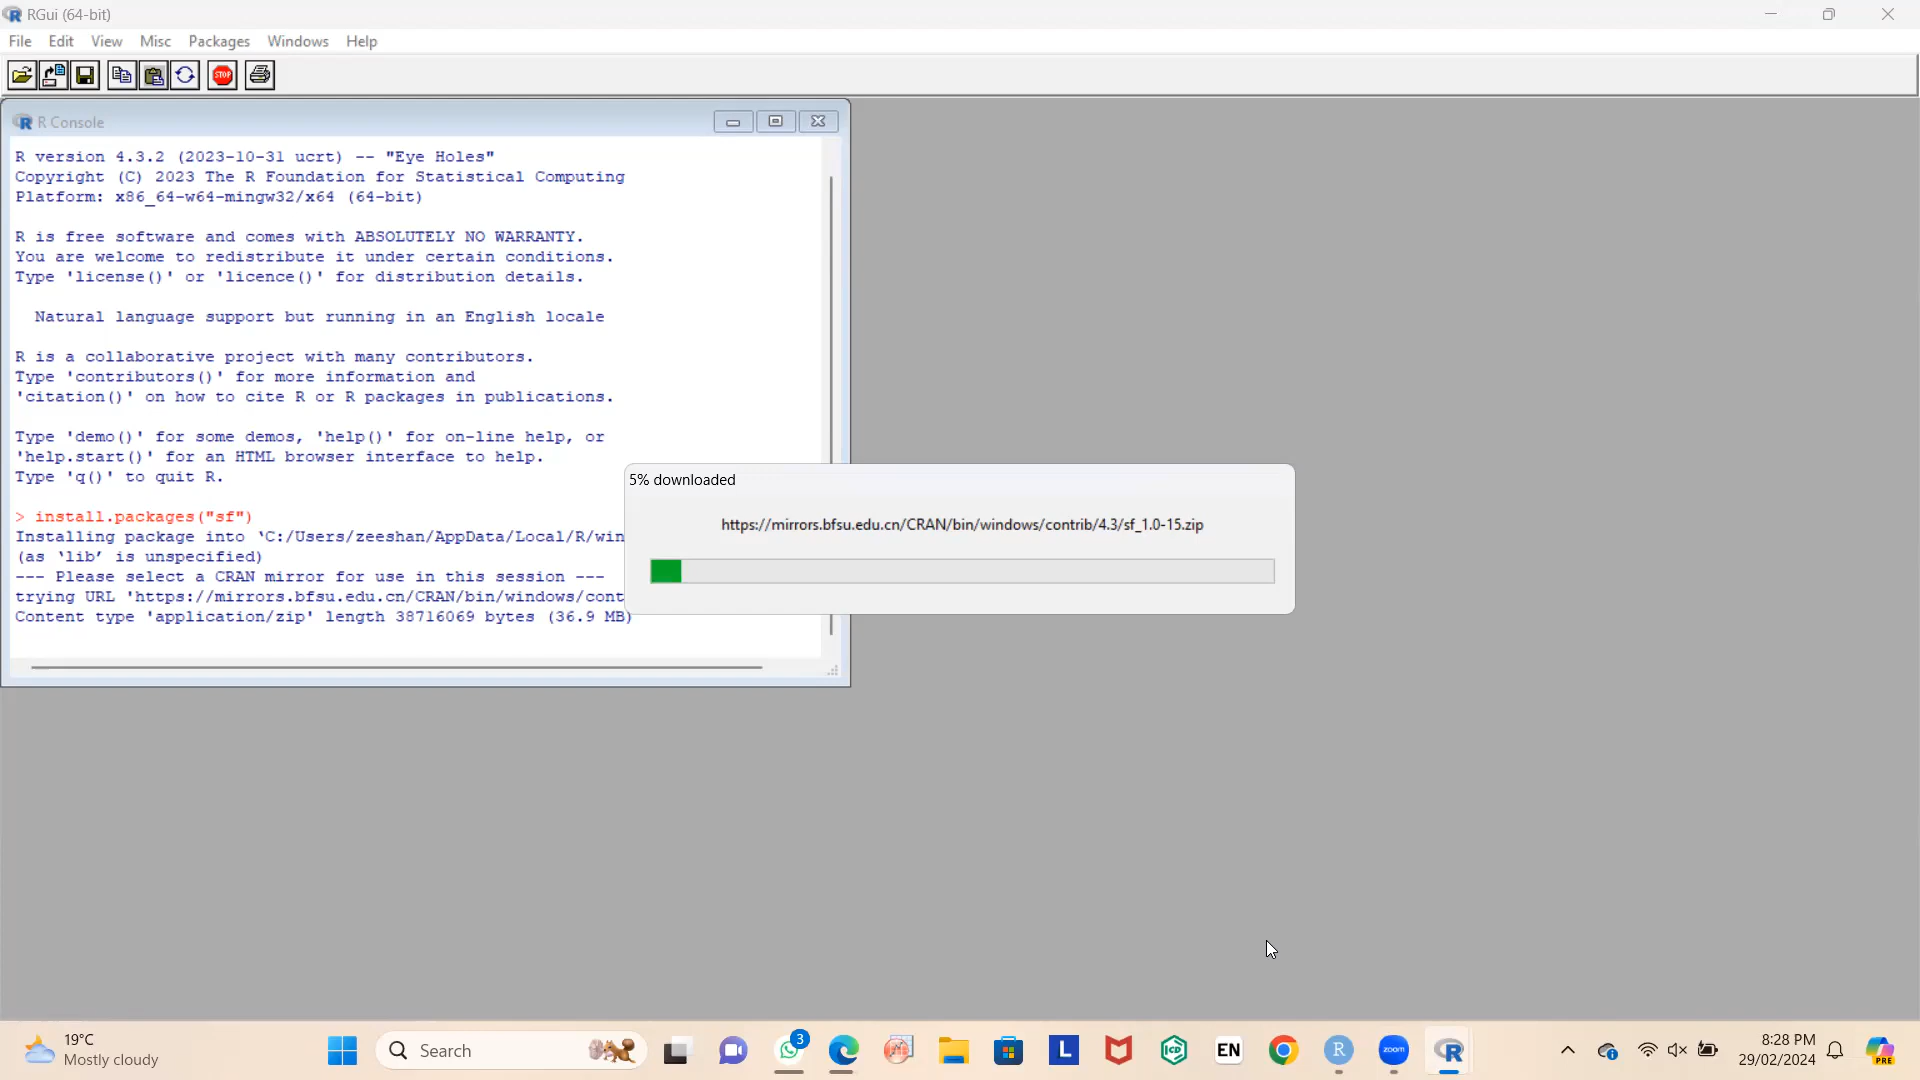 RGui (64-bit)
File Edit View Misc Packages Windows Help
STOP
R Console
R version 4.3.2 (2023-10-31 ucrt) -- "Eye Holes"
Copyright (C) 2023 The R Foundation for Statistical Computing
Platform: x86_64-w64-mingw32/x64 (64-bit)
R is free software and comes with ABSOLUTELY NO WARRANTY.
You are welcome to redistribute it under certain conditions.
Type 'license()' or 'licence()' for distribution details.
Natural language support but running in an English locale
R is a collaborative project with many contributors.
Type 'contributors()' for more information and
'citation()' on how to cite R or R packages in publications.
Type 'demo()' for some demos, 'help()' for on-line help, or
'help.start()' for an HTML browser interface to help.
Type 'q()' to quit R.
> install.packages("sf")
Installing package into ‘C:/Users/zeeshan/AppData/Local/R/win
(as ‘lib’ is unspecified)
--- Please select a CRAN mirror for use in this session ---
trying URL 'https://mirrors.bfsu.edu.cn/CRAN/bin/windows/cont
Content type 'application/zip' length 38716069 bytes (36.9 MB)
5% downloaded
https://mirrors.bfsu.edu.cn/CRAN/bin/windows/contrib/4.3/sf_1.0-15.zip
19°C
Mostly cloudy
Search
3
L
ICD
EN
R
zoom
R
8:28 PM
29/02/2024
PRE